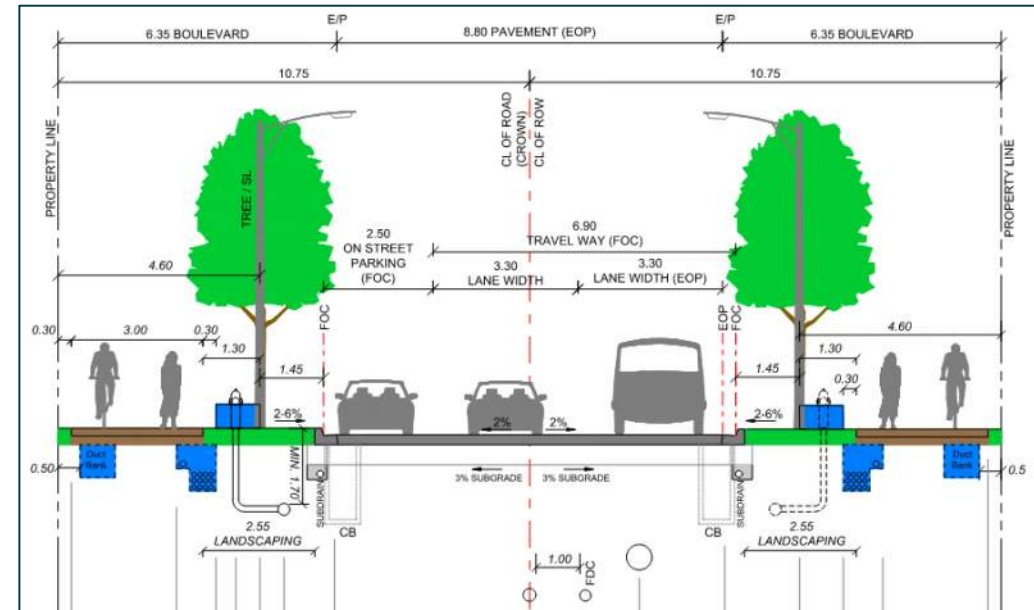 E/P
E/P
6.35 BOULEVARD
8.80 PAVEMENT (EOP)
6.35 BOULEVARD
10.75
10.75
PROPERTY LINE
TREE / SL
CL OF ROAD
(CROWN)
CL OF ROW
PROPERTY LINE
2.50
ON STREET
PARKING
(FOC)
6.90
TRAVEL WAY (FOC)
3.30
LANE WIDTH
3.30
LANE WIDTH (EOP)
4.60
4.60
FOC
EOP
FOC
0.30
3.00
0.30
1.30
1.45
1.45
1.30
0.30
2-6%
2%
2%
2-6%
Duct
Bank
Duct
Bank
0.50
0.5
MIN. 1.70
SUBDRAIN
3% SUBGRADE
3% SUBGRADE
SUBDRAIN
CB
CB
2.55
LANDSCAPING
2.55
LANDSCAPING
1.00
FDC